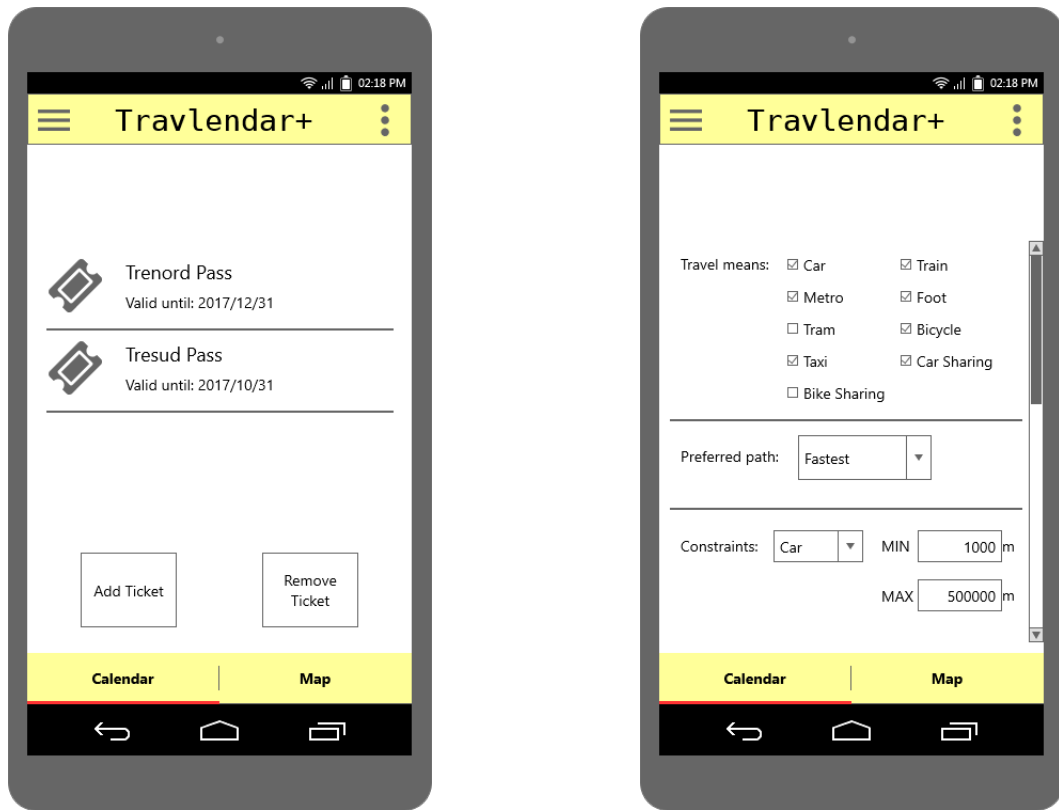 02:18 PM
Travlendar+
Trenord Pass
Valid until: 2017/12/31
Tresud Pass
Valid until: 2017/10/31
Add Ticket
Remove
Ticket
Calendar
Map
02:18 PM
Travlendar+
Travel means: Car Train
Metro Foot
Tram Bicycle
Taxi Car Sharing
Bike Sharing
Preferred path: Fastest
Constraints: Car MIN 1000 m
MAX 500000 m
Calendar
Map